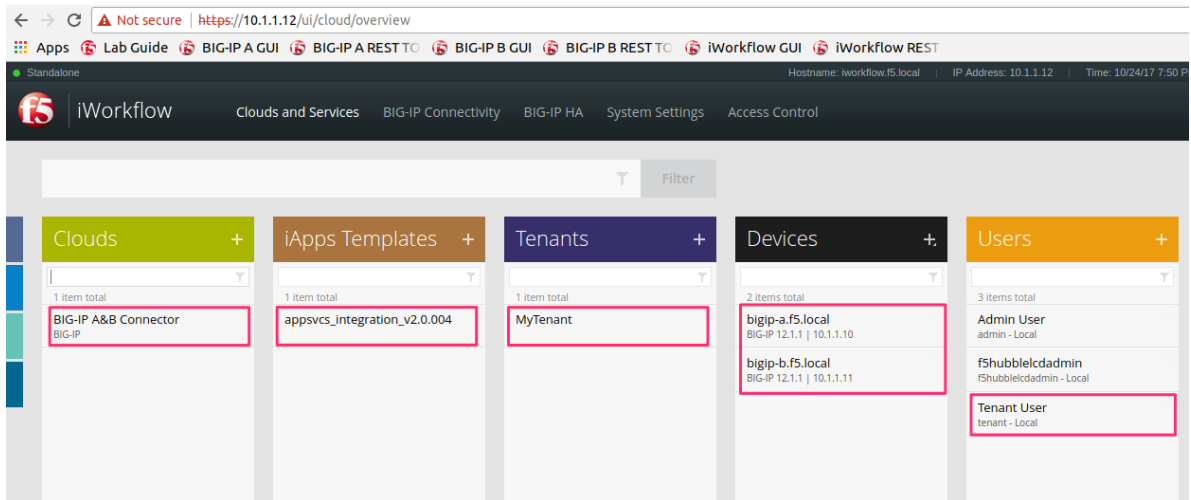 Not secure | https://10.1.1.12/ui/cloud/overview
Apps Lab Guide BIG-IP A GUI BIG-IP A REST TO BIG-IP B GUI BIG-IP B REST TO iWorkflow GUI iWorkflow REST
Standalone Hostname: iworkflow.f5.local | IP Address: 10.1.1.12 | Time: 10/24/17 7:50 P
f5 iWorkflow Clouds and Services BIG-IP Connectivity BIG-IP HA System Settings Access Control
Filter
Clouds + iApps Templates + Tenants + Devices + Users +
1 item total 1 item total 1 item total 2 items total 3 items total
BIG-IP A&B Connector appsvcs_integration_v2.0.004 MyTenant bigip-a.f5.local Admin User
BIG-IP BIG-IP 12.1.1 | 10.1.1.10 admin - Local
bigip-b.f5.local f5hubblelcdadmin
BIG-IP 12.1.1 | 10.1.1.11 f5hubblelcdadmin - Local
Tenant User
tenant - Local